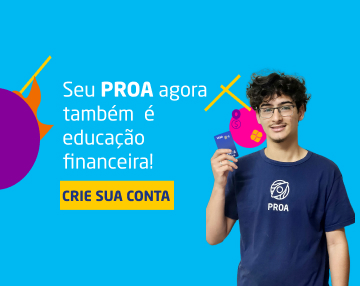 Seu PROA agora
também é
educação
financeira!
CRIE SUA CONTA
PROA